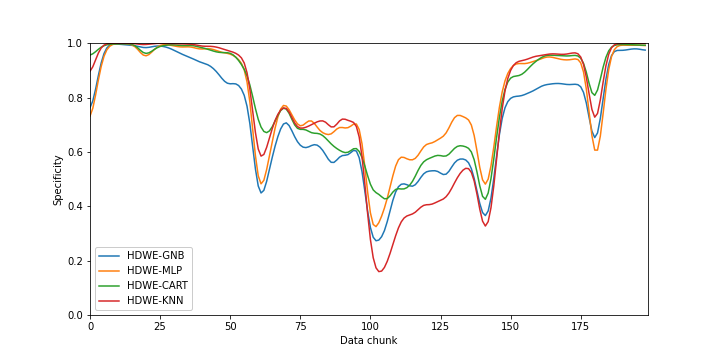 1.0
0.8
0.6
0.4
0.2
0.0
Specificity
HDWE-GNB
HDWE-MLP
HDWE-CART
HDWE-KNN
0 25 50 75 100 125 150 175
Data chunk